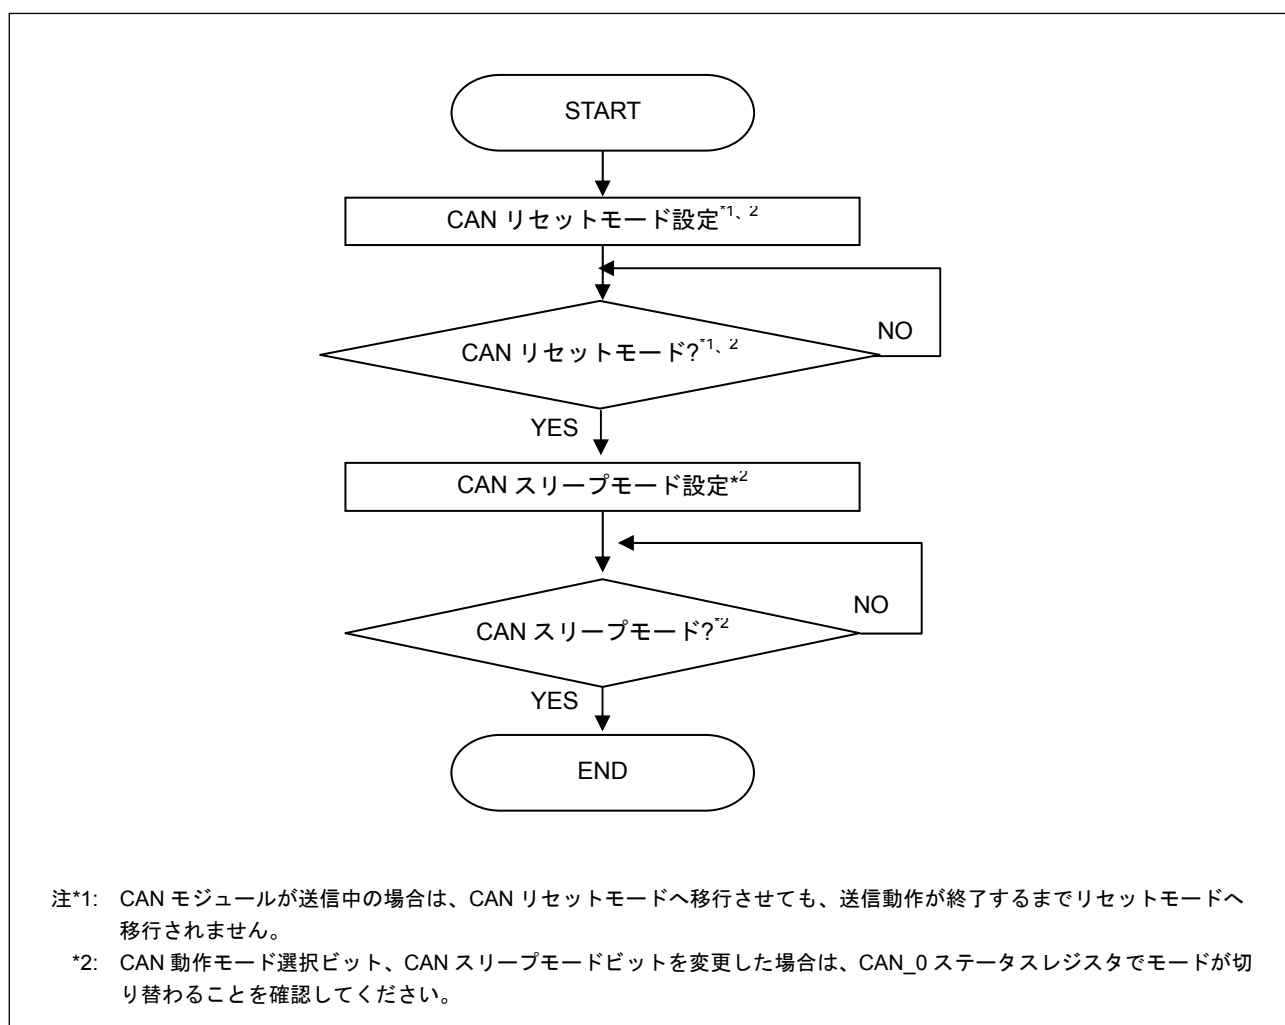 START
CAN リセットモード設定*1、2
CAN リセットモード?*1、2
NO
YES
CAN スリープモード設定*2
CAN スリープモード?*2
NO
YES
END
注*1: CAN モジュールが送信中の場合は、CAN リセットモードへ移行させても、送信動作が終了するまでリセットモードへ
移行されません。
*2: CAN 動作モード選択ビット、CAN スリープモードビットを変更した場合は、CAN_0 ステータスレジスタでモードが切
り替わることを確認してください。